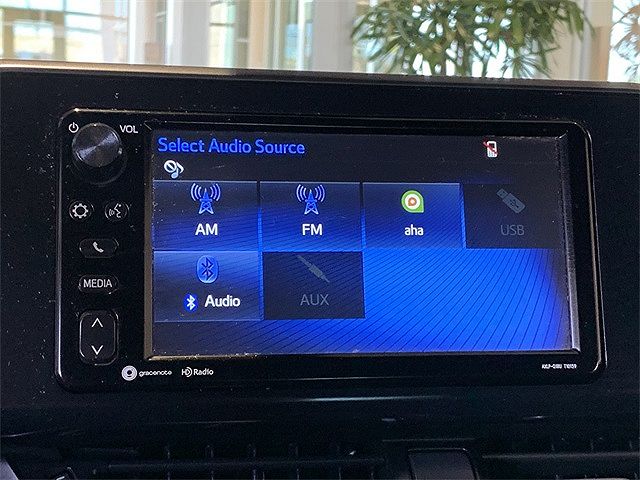 VOL
Select Audio Source
AM
FM
aha
USB
Audio
AUX
MEDIA
gracenote
HD Radio